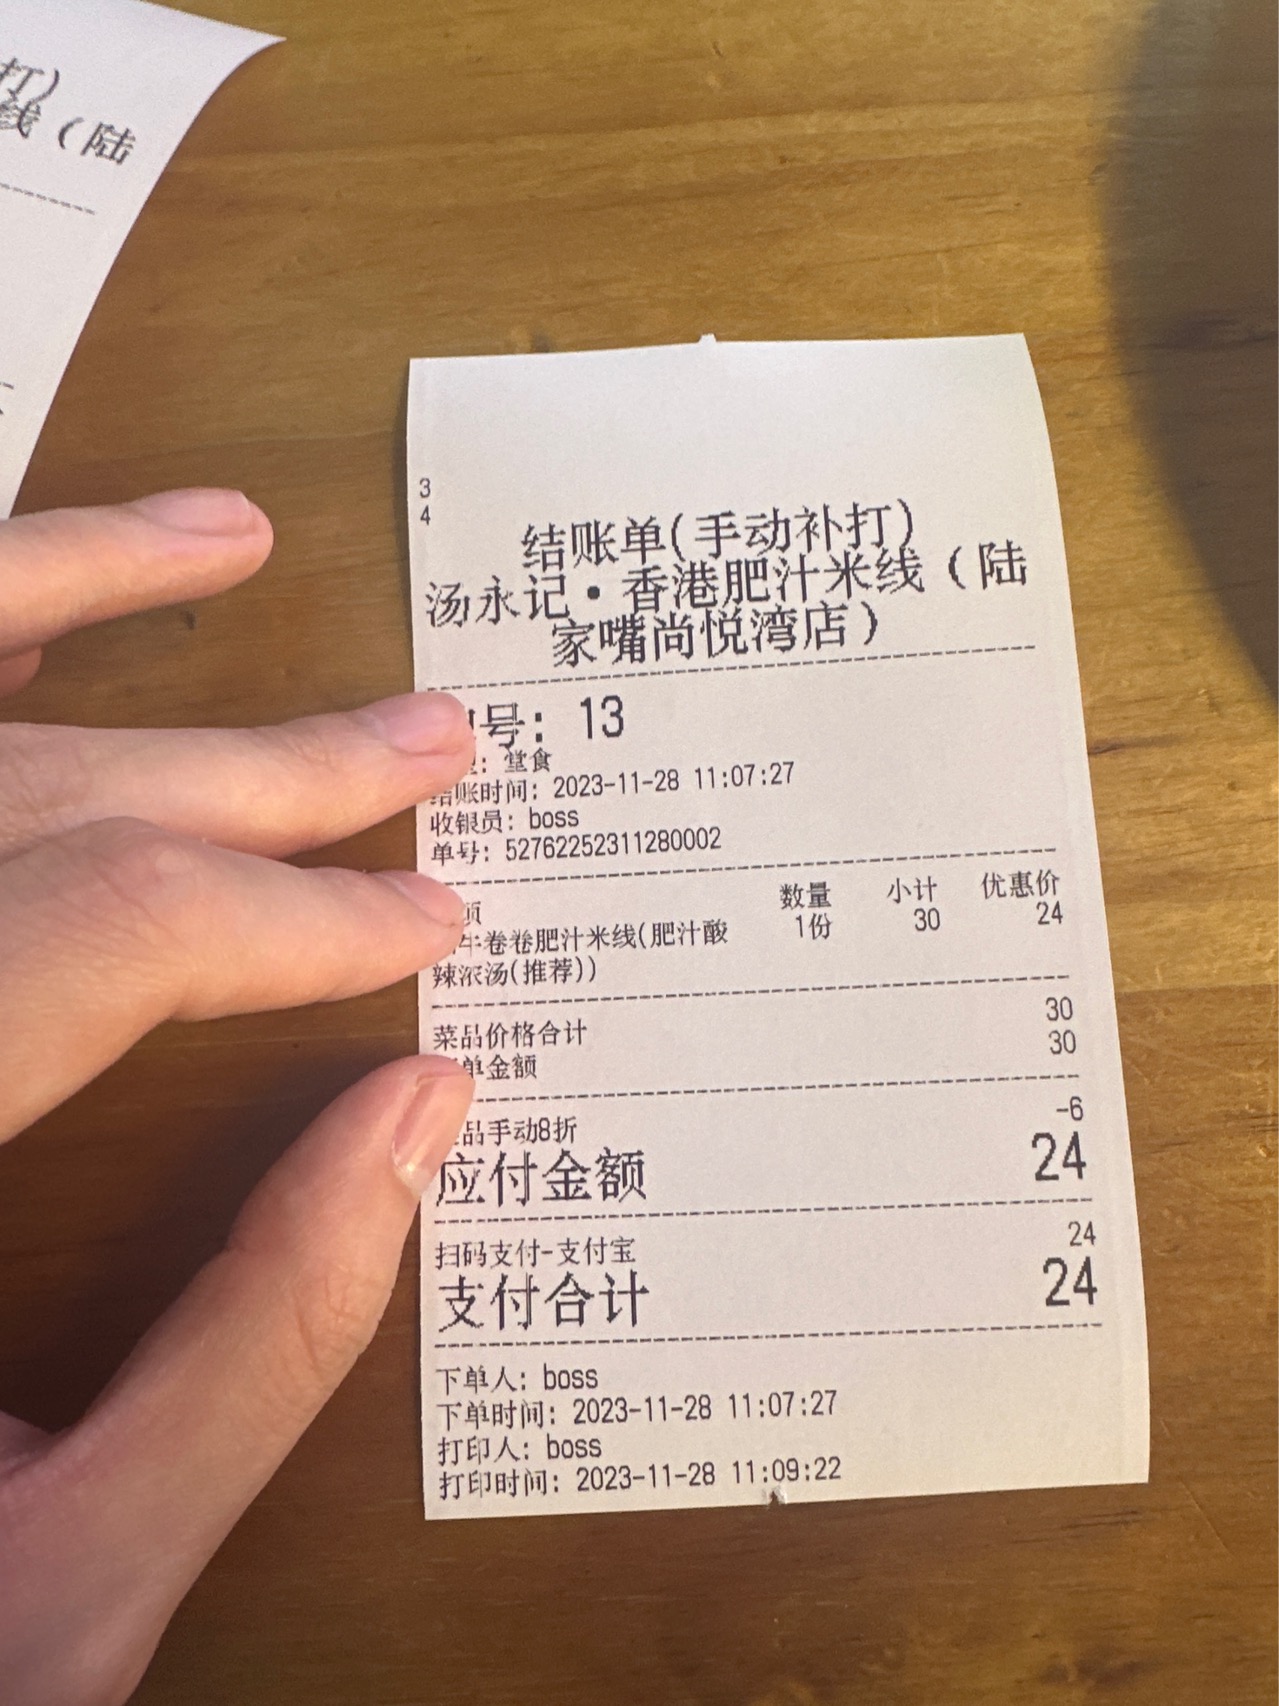 打)
线（陆
3
4
结账单(手动补打)
汤永记·香港肥汁米线（陆
家嘴尚悦湾店）
号: 13
: 堂食
结账时间: 2023-11-28 11:07:27
收银员: boss
单号: 52762252311280002
项 数量 小计 优惠价
牛卷卷肥汁米线(肥汁酸 1份 30 24
辣浓汤(推荐))
菜品价格合计 30
单金额 30
品手动8折 -6
应付金额 24
扫码支付-支付宝 24
支付合计 24
下单人: boss
下单时间: 2023-11-28 11:07:27
打印人: boss
打印时间: 2023-11-28 11:09:22